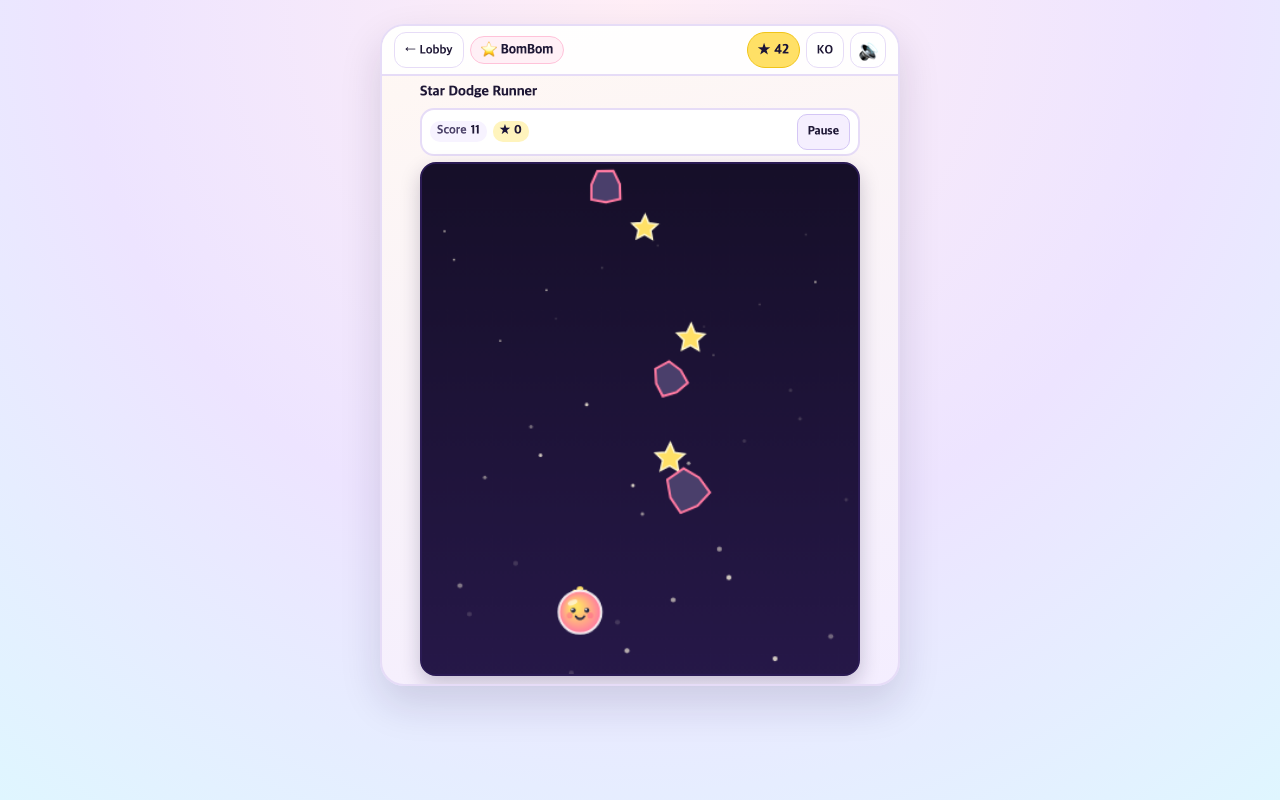 ← Lobby
BomBom
★ 42
KO
Star Dodge Runner
Score 11
★ 0
Pause